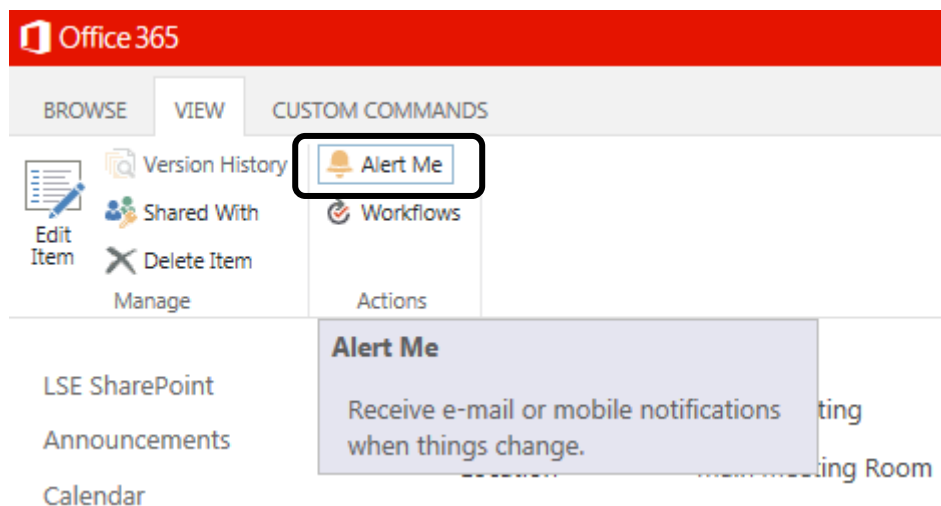 Office 365
BROWSE VIEW CUSTOM COMMANDS
Version History
Alert Me
Shared With
Workflows
Edit
Item
Delete Item
Manage
Actions
Alert Me
LSE SharePoint
Receive e-mail or mobile notifications
ting
when things change.
Announcements
Meeting Room
Calendar